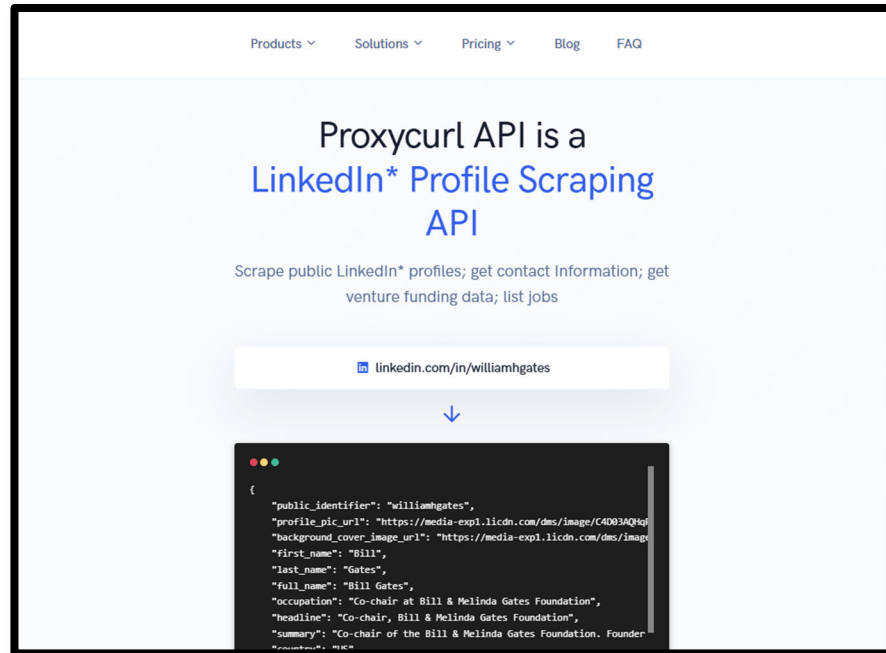 Products Solutions Pricing Blog FAQ
Proxycurl API is a
LinkedIn* Profile Scraping
API
Scrape public LinkedIn* profiles; get contact Information; get
venture funding data; list jobs
in linkedin.com/in/williamhgates
{
"public_identifier": "williamhgates",
"profile_pic_url": "https://media-exp1.licdn.com/dms/image/C4D03AQHq
"background_cover_image_url": "https://media-exp1.licdn.com/dms/image
"first_name": "Bill",
"last_name": "Gates",
"full_name": "Bill Gates",
"occupation": "Co-chair at Bill & Melinda Gates Foundation",
"headline": "Co-chair, Bill & Melinda Gates Foundation",
"summary": "Co-chair of the Bill & Melinda Gates Foundation. Founder
"country": "US"